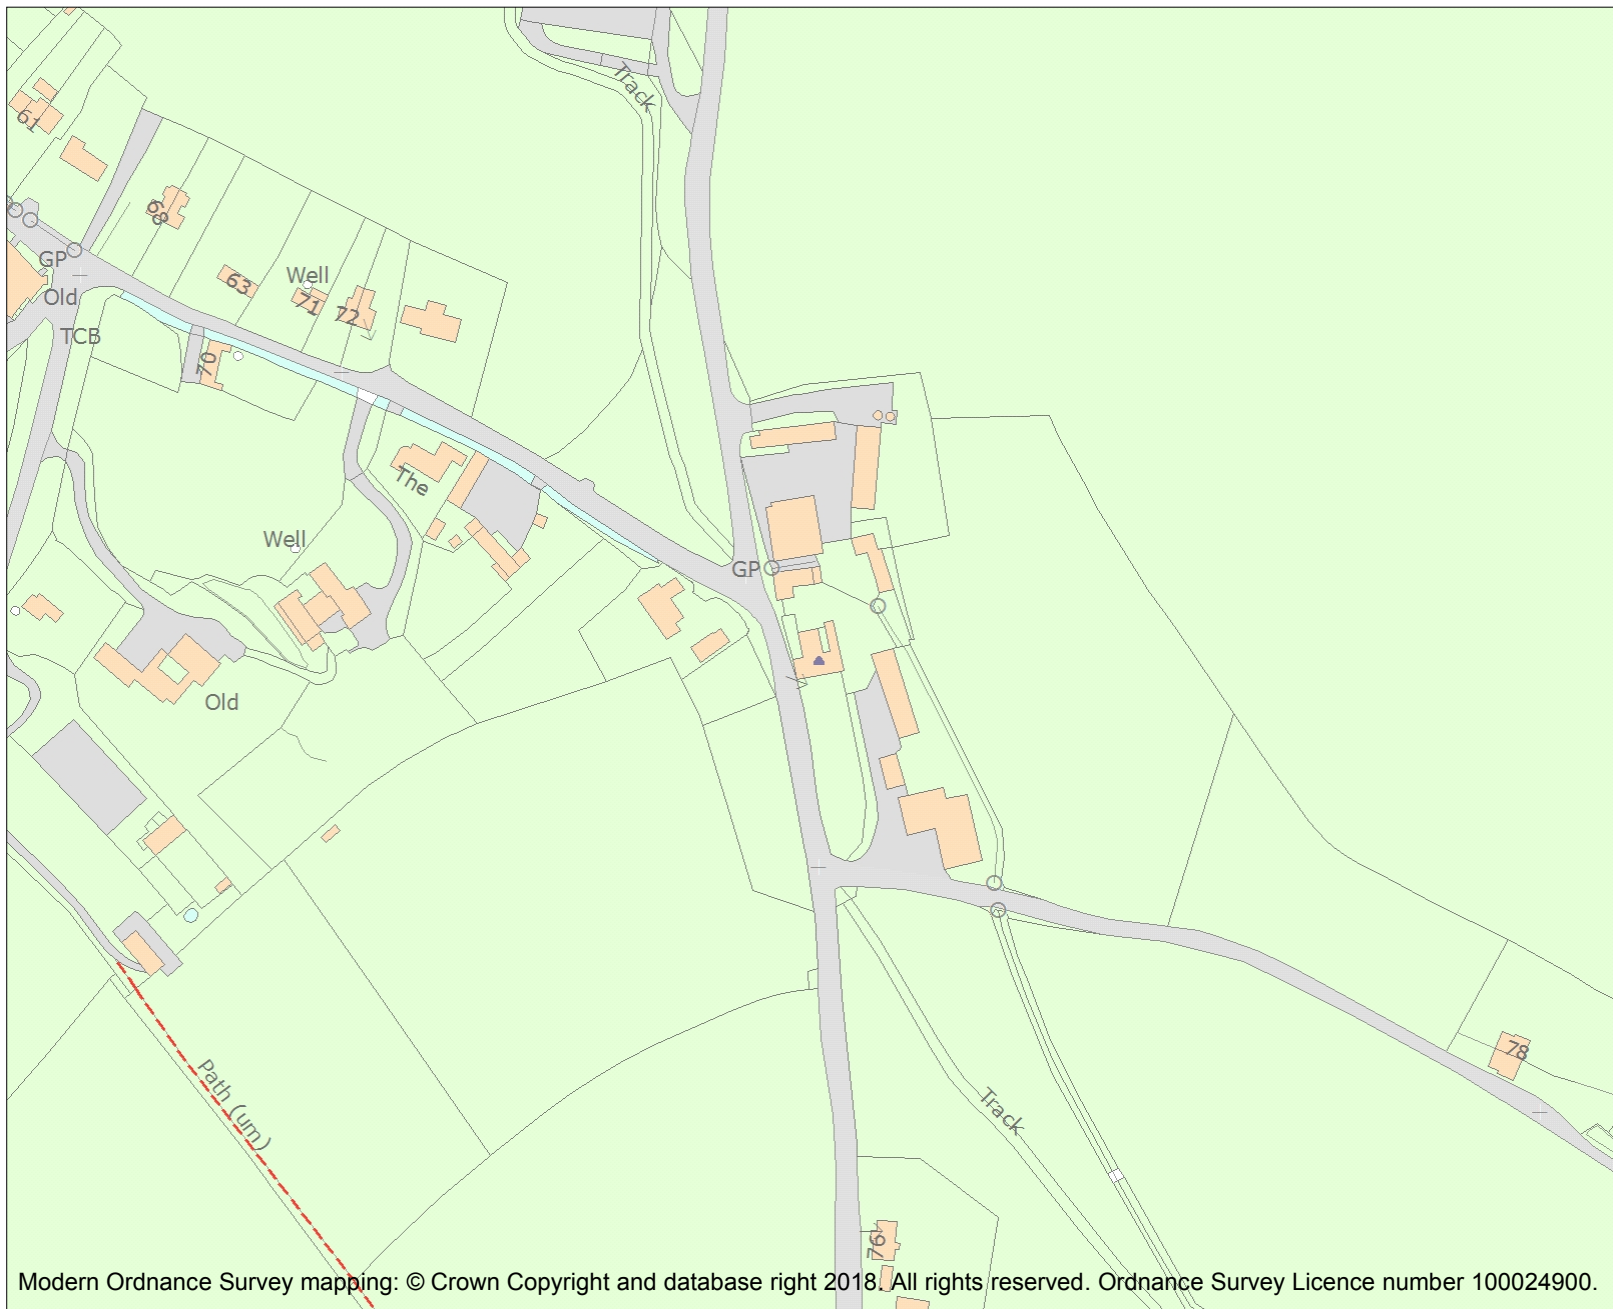 Track
61
68
GP
Old
TCB
63
Well
71
72
70
The
Well
GP
Old
78
Path (um)
Track
76
Modern Ordnance Survey mapping: © Crown Copyright and database right 2018. All rights reserved. Ordnance Survey Licence number 100024900.